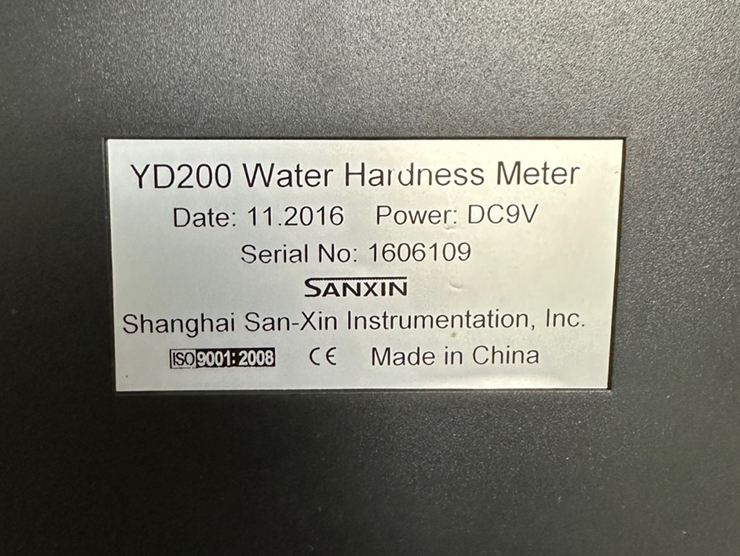 YD200 Water Hardness Meter
Date: 11.2016 Power: DC9V
Serial No: 1606109
SANXIN
Shanghai San-Xin Instrumentation, Inc.
ISO9001:2008 CE Made in China